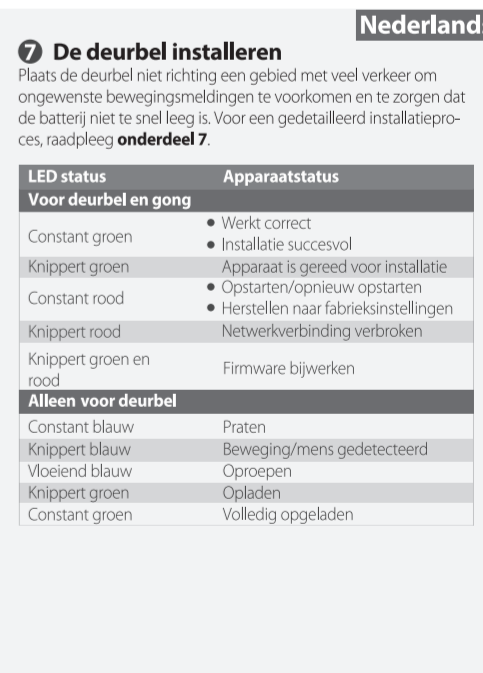 Nederlands
7 De deurbel installeren
Plaats de deurbel niet richting een gebied met veel verkeer om
ongewenste bewegingsmeldingen te voorkomen en te zorgen dat
de batterij niet te snel leeg is. Voor een gedetailleerd installatiepro-
ces, raadpleeg onderdeel 7.
LED status Apparaatstatus
Voor deurbel en gong
Constant groen
● Werkt correct
● Installatie succesvol
Knippert groen Apparaat is gereed voor installatie
Constant rood
● Opstarten/opnieuw opstarten
● Herstellen naar fabrieksinstellingen
Knippert rood Netwerkverbinding verbroken
Knippert groen en
rood
Firmware bijwerken
Alleen voor deurbel
Constant blauw Praten
Knippert blauw Beweging/mens gedetecteerd
Vloeiend blauw Oproepen
Knippert groen Opladen
Constant groen Volledig opgeladen